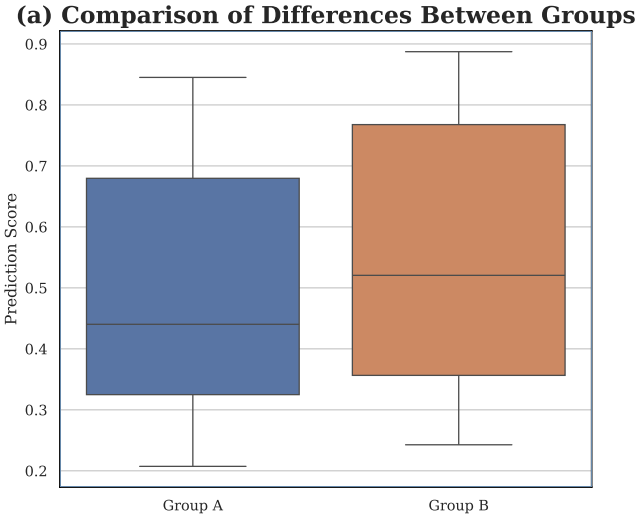 (a) Comparison of Differences Between Groups
Prediction Score
0.9
0.8
0.7
0.6
0.5
0.4
0.3
0.2
Group A
Group B